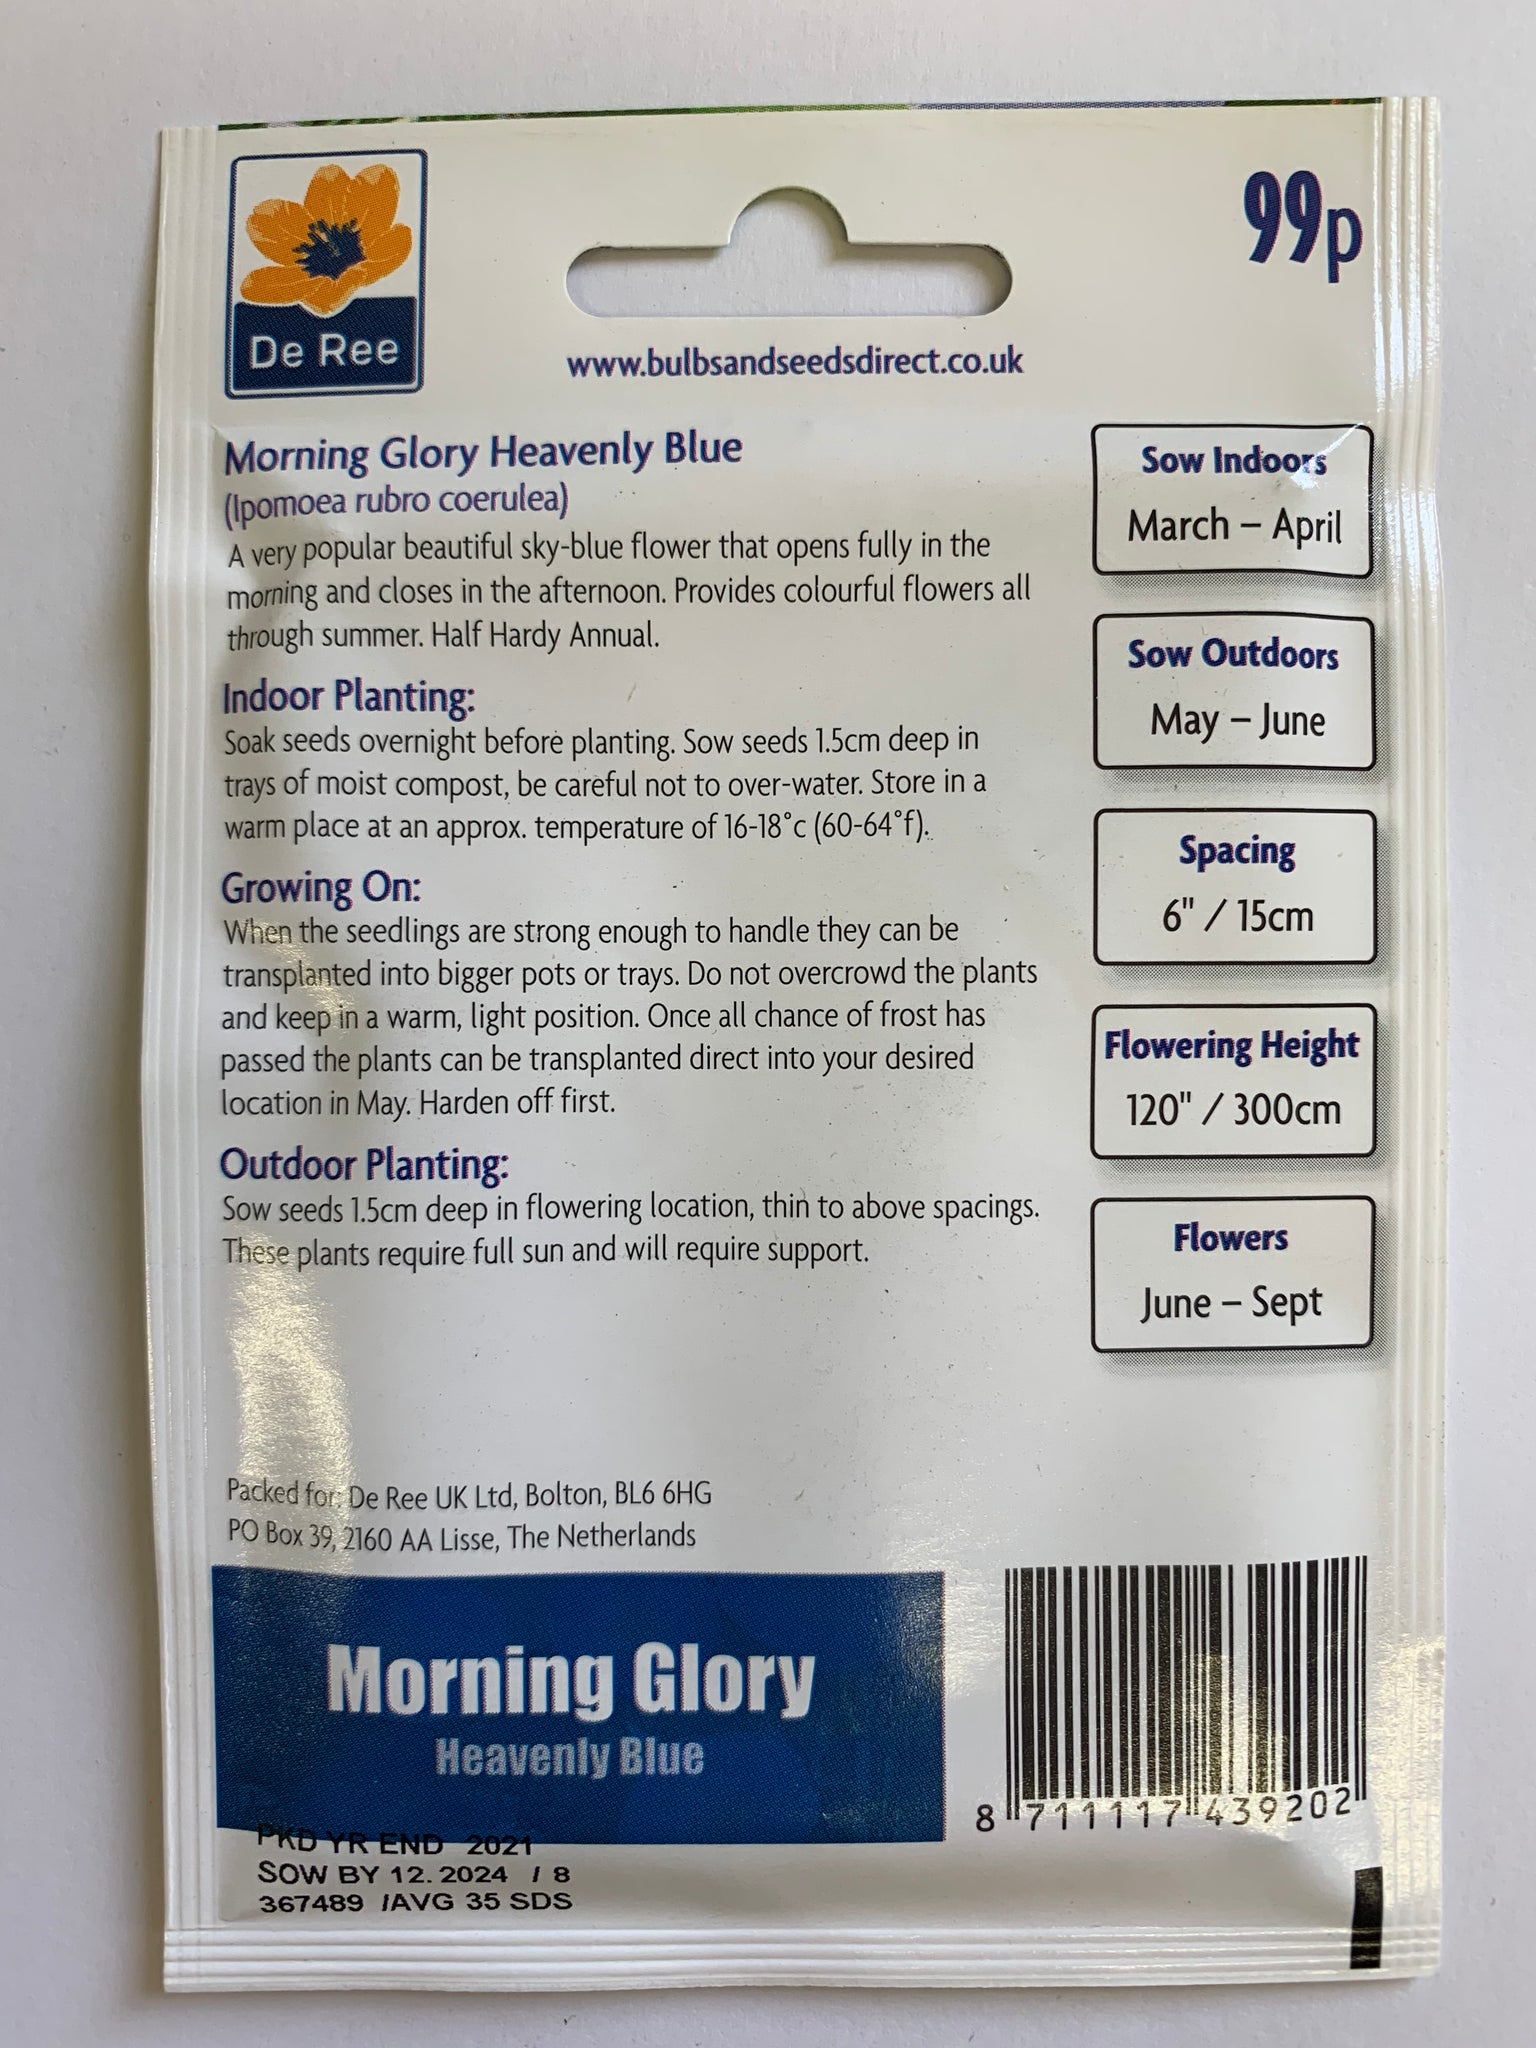 De Ree
99p
www.bulbsandseedsdirect.co.uk
Morning Glory Heavenly Blue
(Ipomoea rubro coerulea)
A very popular beautiful sky-blue flower that opens fully in the
morning and closes in the afternoon. Provides colourful flowers all
through summer. Half Hardy Annual.
Indoor Planting:
Soak seeds overnight before planting. Sow seeds 1.5cm deep in
trays of moist compost, be careful not to over-water. Store in a
warm place at an approx. temperature of 16-18°c (60-64°f).
Growing On:
When the seedlings are strong enough to handle they can be
transplanted into bigger pots or trays. Do not overcrowd the plants
and keep in a warm, light position. Once all chance of frost has
passed the plants can be transplanted direct into your desired
location in May. Harden off first.
Outdoor Planting:
Sow seeds 1.5cm deep in flowering location, thin to above spacings.
These plants require full sun and will require support.
Sow Indoors
March – April
Sow Outdoors
May – June
Spacing
6" / 15cm
Flowering Height
120" / 300cm
Flowers
June – Sept
Packed for: De Ree UK Ltd, Bolton, BL6 6HG
PO Box 39, 2160 AA Lisse, The Netherlands
Morning Glory
Heavenly Blue
8 711117 439202
PKD YR END 2021
SOW BY 12. 2024 / 8
367489 /AVG 35 SDS